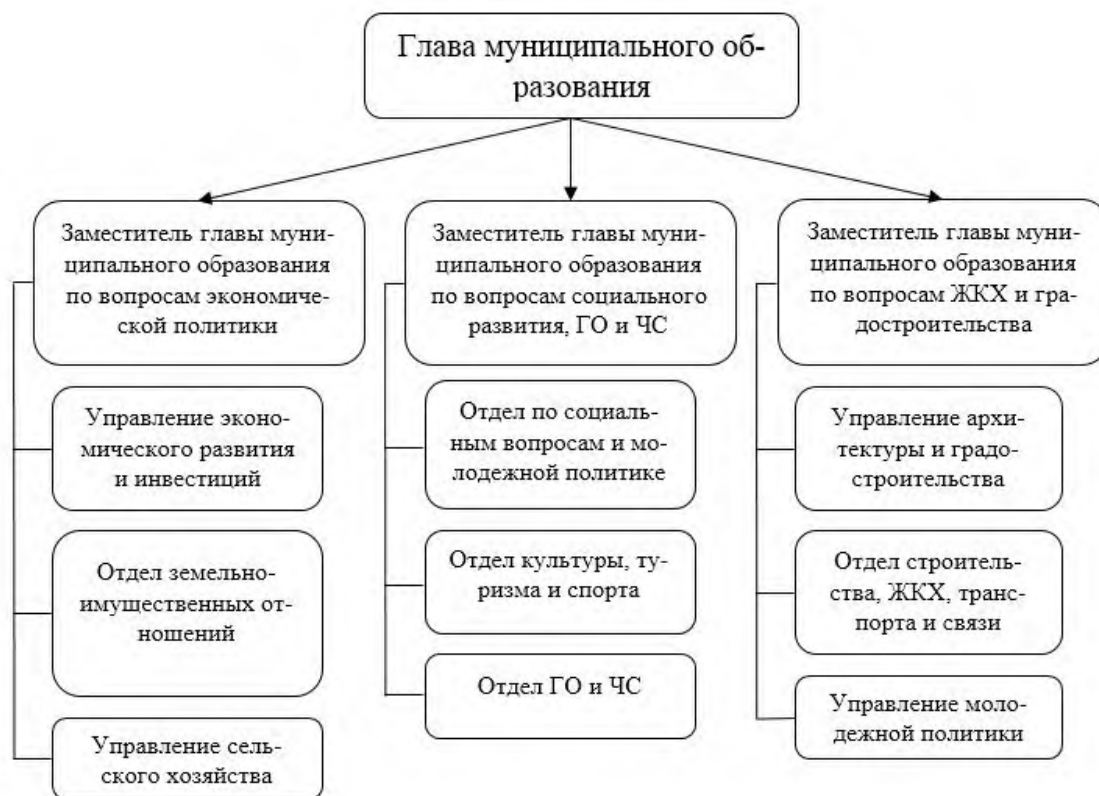 Глава муниципального об-
разования
Заместитель главы муни-
ципального образования
по вопросам экономиче-
ской политики
Управление эконо-
мического развития
и инвестиций
Отдел земельно-
имущественных от-
ношений
Управление сель-
ского хозяйства
Заместитель главы муни-
ципального образования
по вопросам социального
развития, ГО и ЧС
Отдел по социаль-
ным вопросам и мо-
лодежной политике
Отдел культуры, ту-
ризма и спорта
Отдел ГО и ЧС
Заместитель главы муни-
ципального образования
по вопросам ЖКХ и гра-
достроительства
Управление архи-
тектуры и градо-
строительства
Отдел строитель-
ства, ЖКХ, транс-
порта и связи
Управление моло-
дежной политики